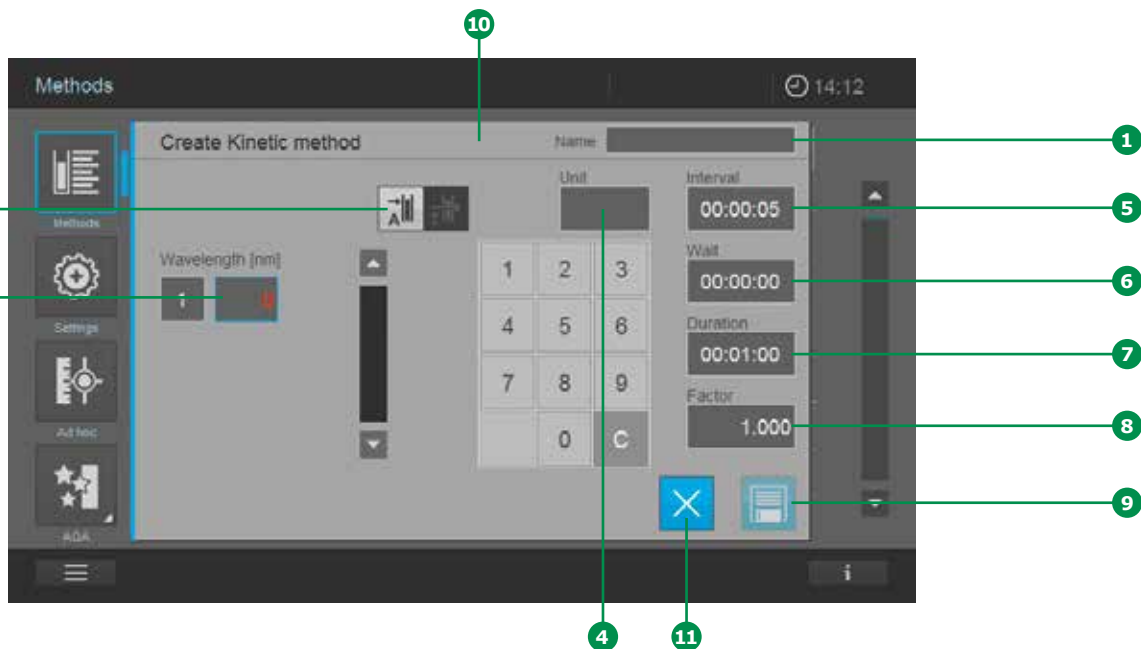 10
Methods
14:12
Create Kinetic method
Name
1
Unit
Interval
A
00:00:05
5
Methods
Wavelength [nm]
1 2 3
Wait
1
0
00:00:00
6
Settings
4 5 6
Duration
00:01:00
7
7 8 9
Factor
Ad hoc
0 C
1.000
8
9
AQA
i
4
11